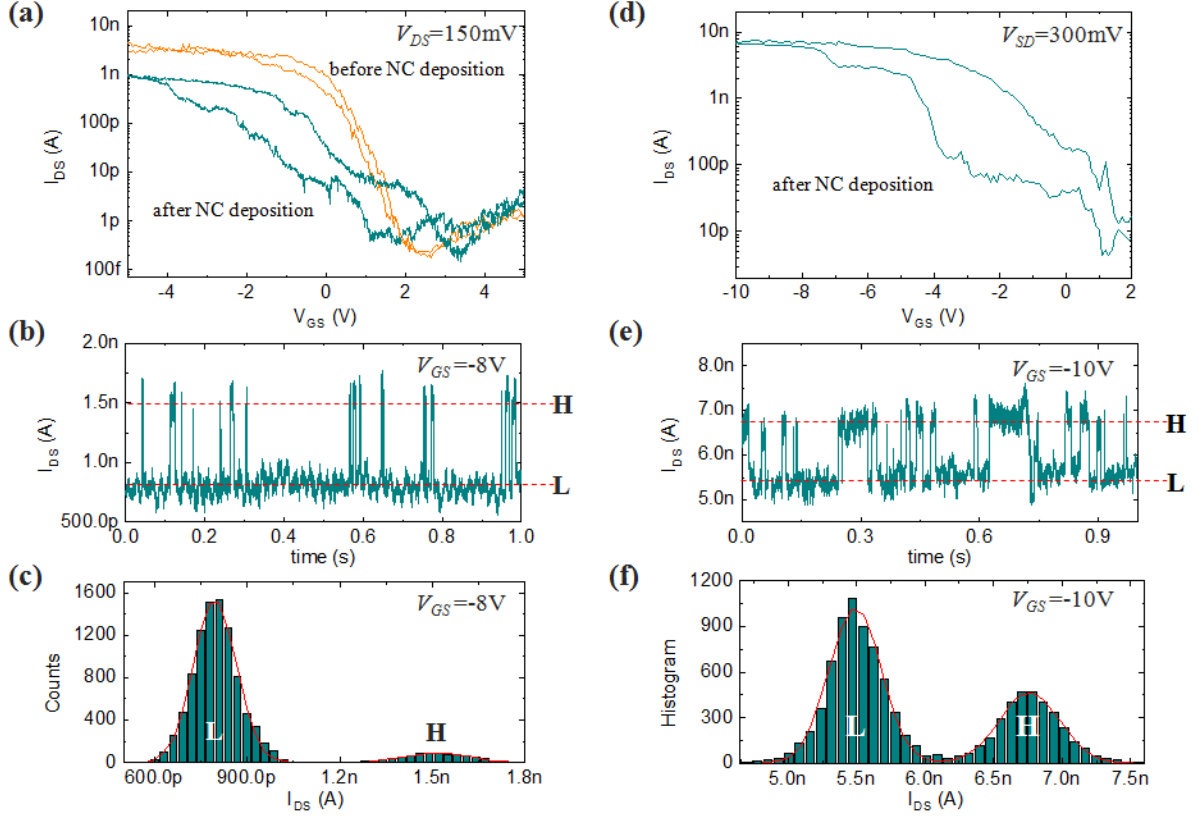 (a)
V_DS=150mV
before NC deposition
after NC deposition
10n
1n
100p
10p
1p
100f
I_DS (A)
-4 -2 0 2 4
V_GS (V)
(d)
V_SD=300mV
after NC deposition
10n
1n
100p
10p
I_DS (A)
-10 -8 -6 -4 -2 0 2
V_GS (V)
(b)
V_GS=-8V
2.0n
1.5n
1.0n
500.0p
I_DS (A)
H
L
0.0 0.2 0.4 0.6 0.8 1.0
time (s)
(e)
V_GS=-10V
8.0n
7.0n
6.0n
5.0n
I_DS (A)
H
L
0.0 0.3 0.6 0.9
time (s)
(c)
V_GS=-8V
1600
1200
800
400
0
Counts
L
H
600.0p 900.0p 1.2n 1.5n 1.8n
I_DS (A)
(f)
V_GS=-10V
1200
900
600
300
0
Histogram
L
H
5.0n 5.5n 6.0n 6.5n 7.0n 7.5n
I_DS (A)